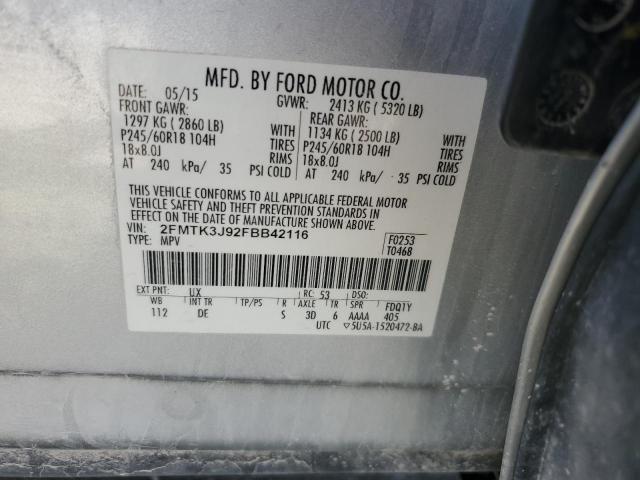 MFD. BY FORD MOTOR CO.
DATE: 05/15 GVWR: 2413 KG ( 5320 LB)
FRONT GAWR: REAR GAWR:
1297 KG ( 2860 LB) WITH 1134 KG ( 2500 LB) WITH
P245/60R18 104H TIRES P245/60R18 104H TIRES
18x8.0J RIMS 18x8.0J RIMS
AT 240 kPa/ 35 PSI COLD AT 240 kPa/ 35 PSI COLD
THIS VEHICLE CONFORMS TO ALL APPLICABLE FEDERAL MOTOR
VEHICLE SAFETY AND THEFT PREVENTION STANDARDS IN
EFFECT ON THE DATE OF MANUFACTURE SHOWN ABOVE.
VIN: 2FMTK3J92FBB42116 F0253
TYPE: MPV T0468
EXT PNT: UX RC: 53 DSO:
WB INT TR TP/PS R AXLE TR SPR FDQTY
112 DE S 3D 6 AAAA 405
UTC ▽5U5A-1520472-BA